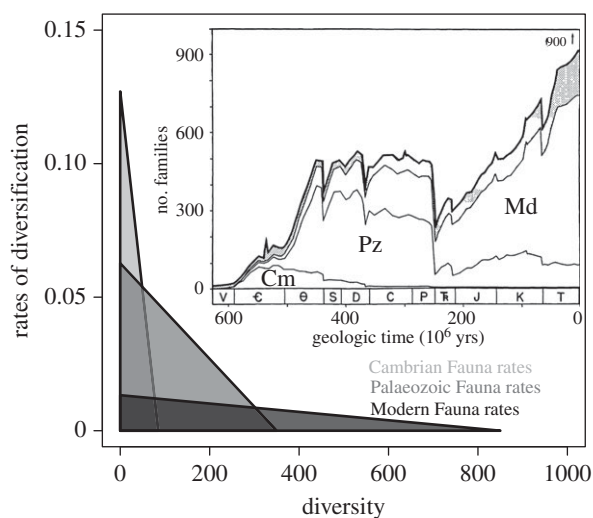 0.15
0.10
0.05
0
rates of diversification
0 200 400 600 800 1000
diversity
900
600
300
0
no. families
900
Cm
Pz
Md
V Є Ѳ S D C P Ƭ J K T
600 400 200 0
geologic time (10⁶ yrs)
Cambrian Fauna rates
Palaeozoic Fauna rates
Modern Fauna rates